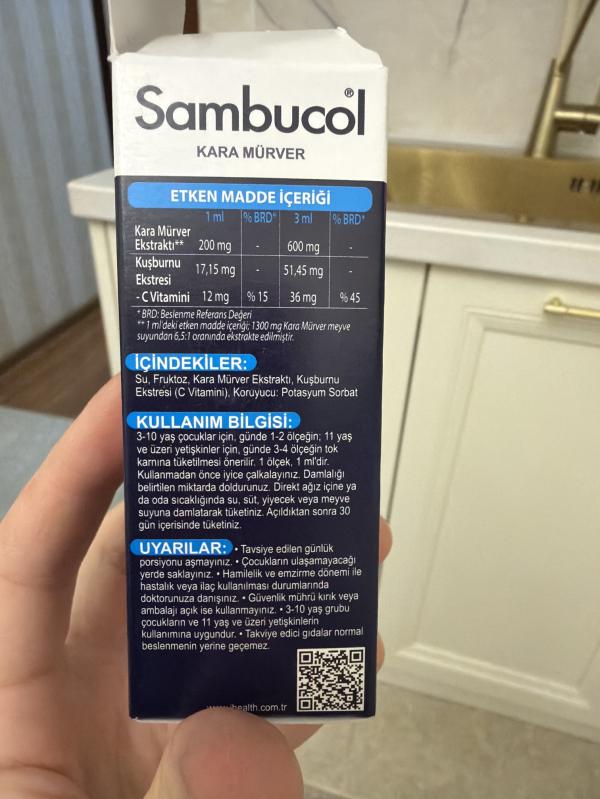 Sambucol®
KARA MÜRVER
ETKEN MADDE İÇERİĞİ
1 ml % BRD* 3 ml % BRD*
Kara Mürver
Ekstraktı** 200 mg - 600 mg -
Kuşburnu
Ekstresi 17,15 mg - 51,45 mg -
- C Vitamini 12 mg % 15 36 mg % 45
* BRD: Beslenme Referans Değeri
** 1 ml'deki etken madde içeriği; 1300 mg Kara Mürver meyve
suyundan 6,5:1 oranında ekstrakte edilmiştir.
İÇİNDEKİLER:
Su, Fruktoz, Kara Mürver Ekstraktı, Kuşburnu
Ekstresi (C Vitamini), Koruyucu: Potasyum Sorbat
KULLANIM BİLGİSİ:
3-10 yaş çocuklar için, günde 1-2 ölçeğin; 11 yaş
ve üzeri yetişkinler için, günde 3-4 ölçeğin tok
karnına tüketilmesi önerilir. 1 ölçek, 1 ml'dir.
Kullanmadan önce iyice çalkalayınız. Damlalığı
belirtilen miktarda doldurunuz. Direkt ağız içine ya
da oda sıcaklığında su, süt, yiyecek veya meyve
suyuna damlatarak tüketiniz. Açıldıktan sonra 30
gün içerisinde tüketiniz.
UYARILAR: • Tavsiye edilen günlük
porsiyonu aşmayınız. • Çocukların ulaşamayacağı
yerde saklayınız. • Hamilelik ve emzirme dönemi ile
hastalık veya ilaç kullanılması durumlarında
doktorunuza danışınız. • Güvenlik mührü kırık veya
ambalajı açık ise kullanmayınız. • 3-10 yaş grubu
çocukların ve 11 yaş ve üzeri yetişkinlerin
kullanımına uygundur. • Takviye edici gıdalar normal
beslenmenin yerine geçemez.